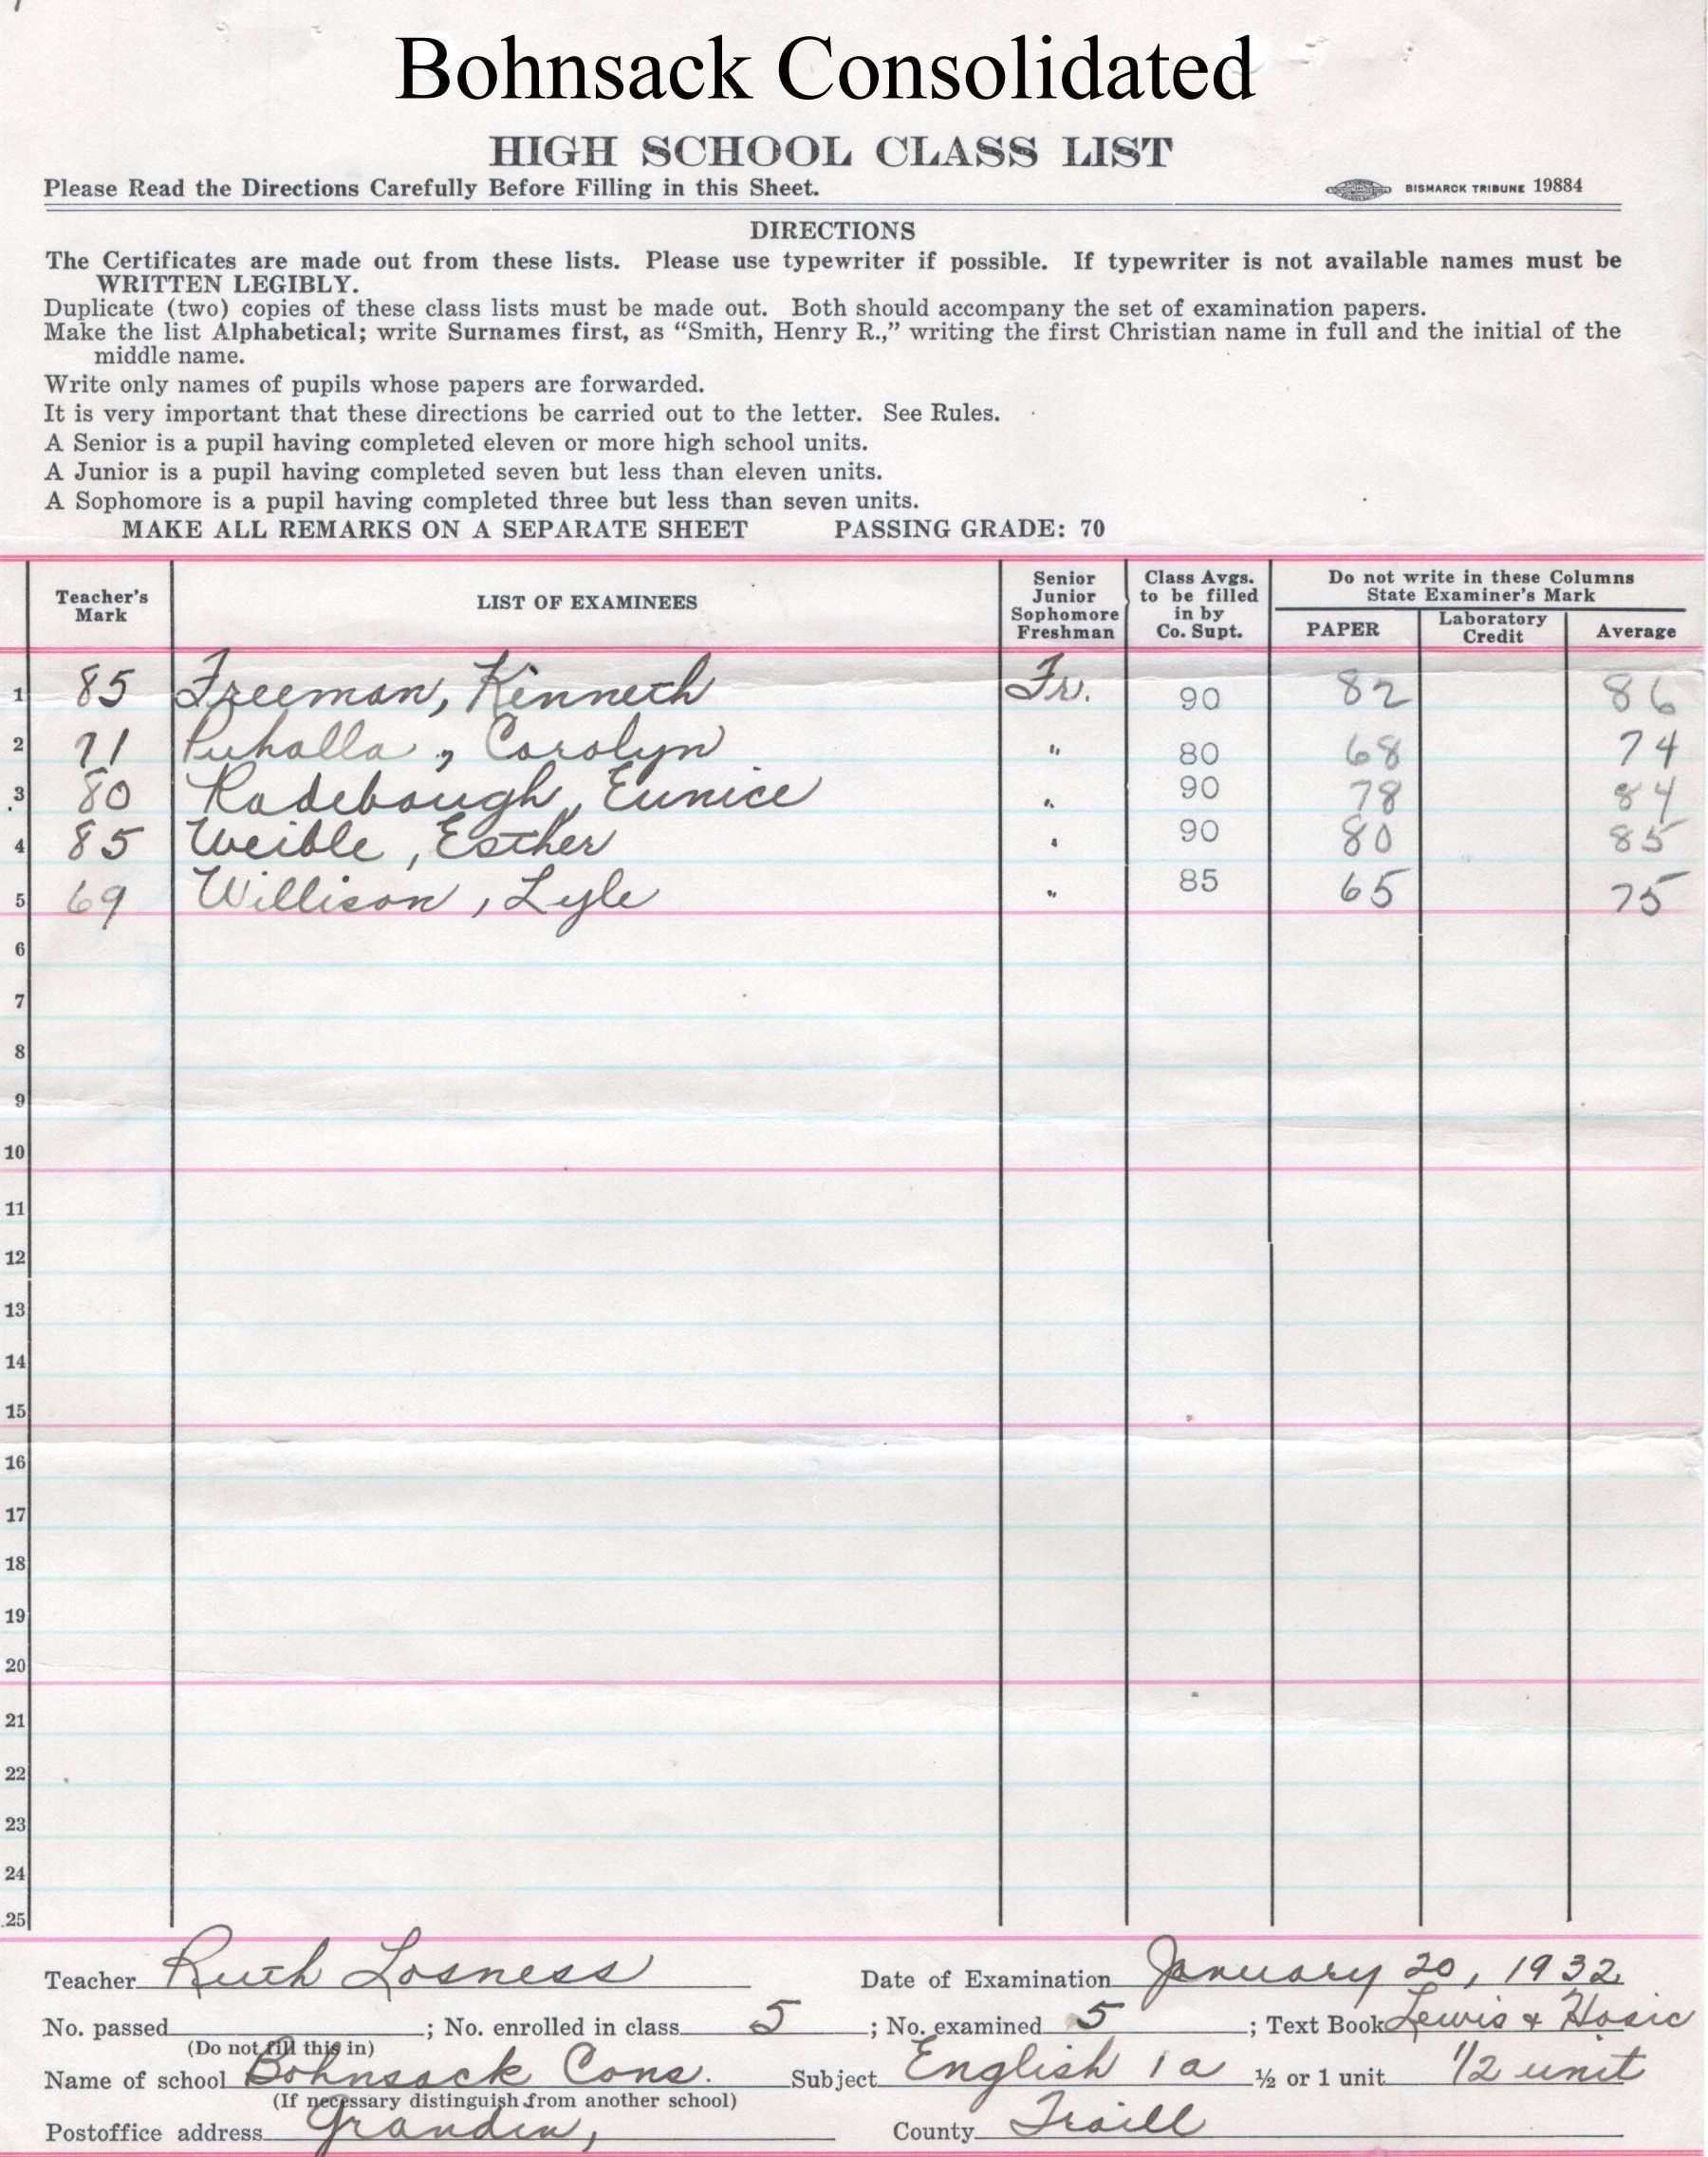 Bohnsack Consolidated
HIGH SCHOOL CLASS LIST
Please Read the Directions Carefully Before Filling in this Sheet. BISMARCK TRIBUNE 19884
DIRECTIONS
The Certificates are made out from these lists. Please use typewriter if possible. If typewriter is not available names must be
WRITTEN LEGIBLY.
Duplicate (two) copies of these class lists must be made out. Both should accompany the set of examination papers.
Make the list Alphabetical; write Surnames first, as “Smith, Henry R.,” writing the first Christian name in full and the initial of the
middle name.
Write only names of pupils whose papers are forwarded.
It is very important that these directions be carried out to the letter. See Rules.
A Senior is a pupil having completed eleven or more high school units.
A Junior is a pupil having completed seven but less than eleven units.
A Sophomore is a pupil having completed three but less than seven units.
MAKE ALL REMARKS ON A SEPARATE SHEET PASSING GRADE: 70
Teacher's Mark LIST OF EXAMINEES Senior Junior Sophomore Freshman Class Avgs. to be filled in by Co. Supt. Do not write in these Columns State Examiner's Mark PAPER Laboratory Credit Average
1 85 Freeman, Kenneth Fr. 90 82 86
2 71 Puhalla, Carolyn " 80 68 74
3 80 Radebaugh, Eunice " 90 78 84
4 85 Weible, Esther " 90 80 85
5 69 Willison, Lyle " 85 65 75
6
7
8
9
10
11
12
13
14
15
16
17
18
19
20
21
22
23
24
25
Teacher Ruth Losness Date of Examination January 20, 1932
No. passed ; No. enrolled in class 5 ; No. examined 5 ; Text Book Lewis & Hosic
(Do not fill this in)
Name of school Bohnsack Cons. Subject English 1a ½ or 1 unit 1/2 unit
(If necessary distinguish from another school)
Postoffice address Grandin, County Traill